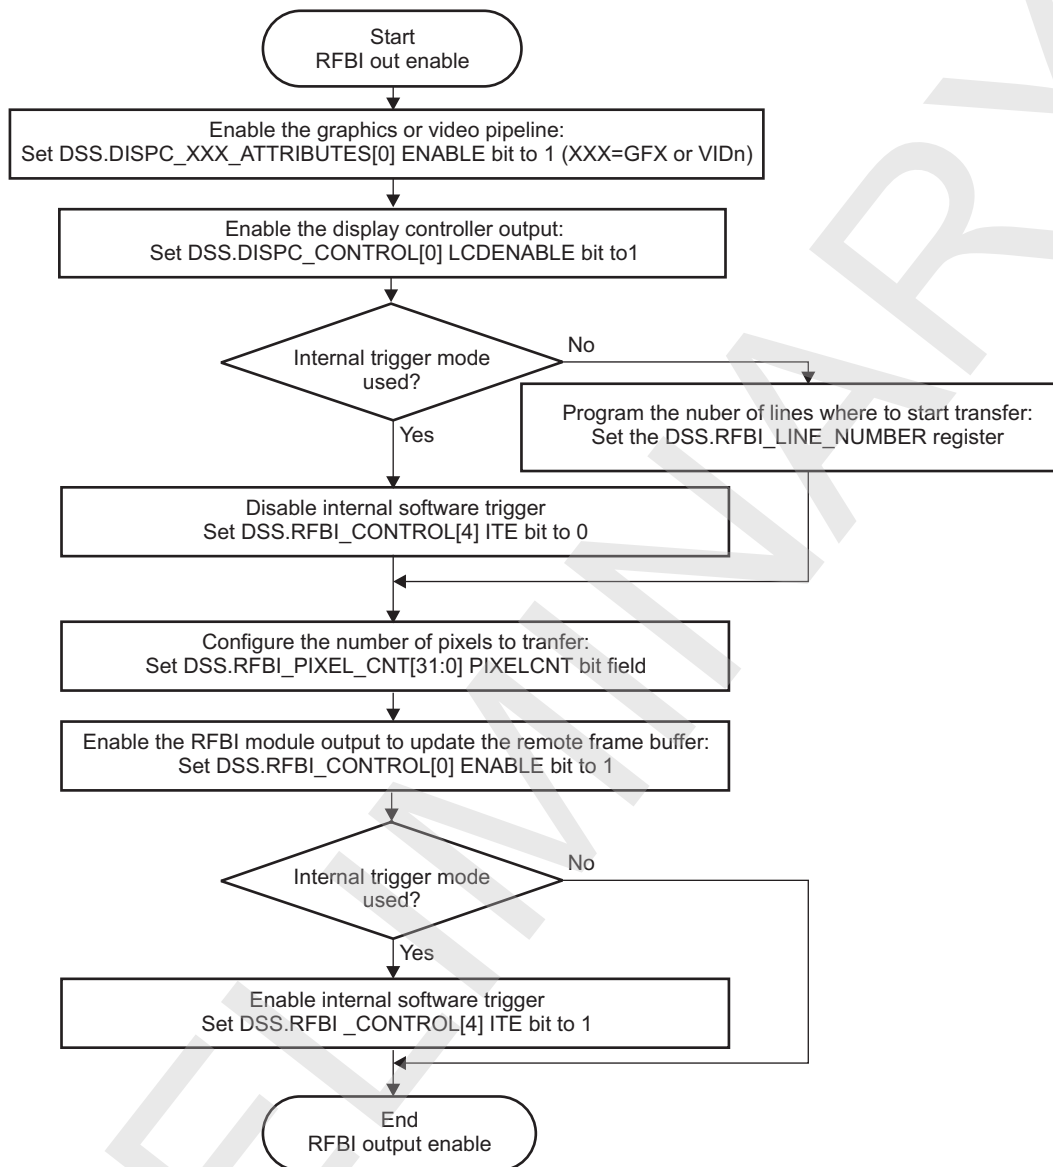 Start
RFBI out enable
Enable the graphics or video pipeline:
Set DSS.DISPC_XXX_ATTRIBUTES[0] ENABLE bit to 1 (XXX=GFX or VIDn)
Enable the display controller output:
Set DSS.DISPC_CONTROL[0] LCDENABLE bit to1
Internal trigger mode
used?
No
Program the nuber of lines where to start transfer:
Set the DSS.RFBI_LINE_NUMBER register
Yes
Disable internal software trigger
Set DSS.RFBI_CONTROL[4] ITE bit to 0
Configure the number of pixels to tranfer:
Set DSS.RFBI_PIXEL_CNT[31:0] PIXELCNT bit field
Enable the RFBI module output to update the remote frame buffer:
Set DSS.RFBI_CONTROL[0] ENABLE bit to 1
Internal trigger mode
used?
No
Yes
Enable internal software trigger
Set DSS.RFBI _CONTROL[4] ITE bit to 1
End
RFBI output enable
ELIMINARY